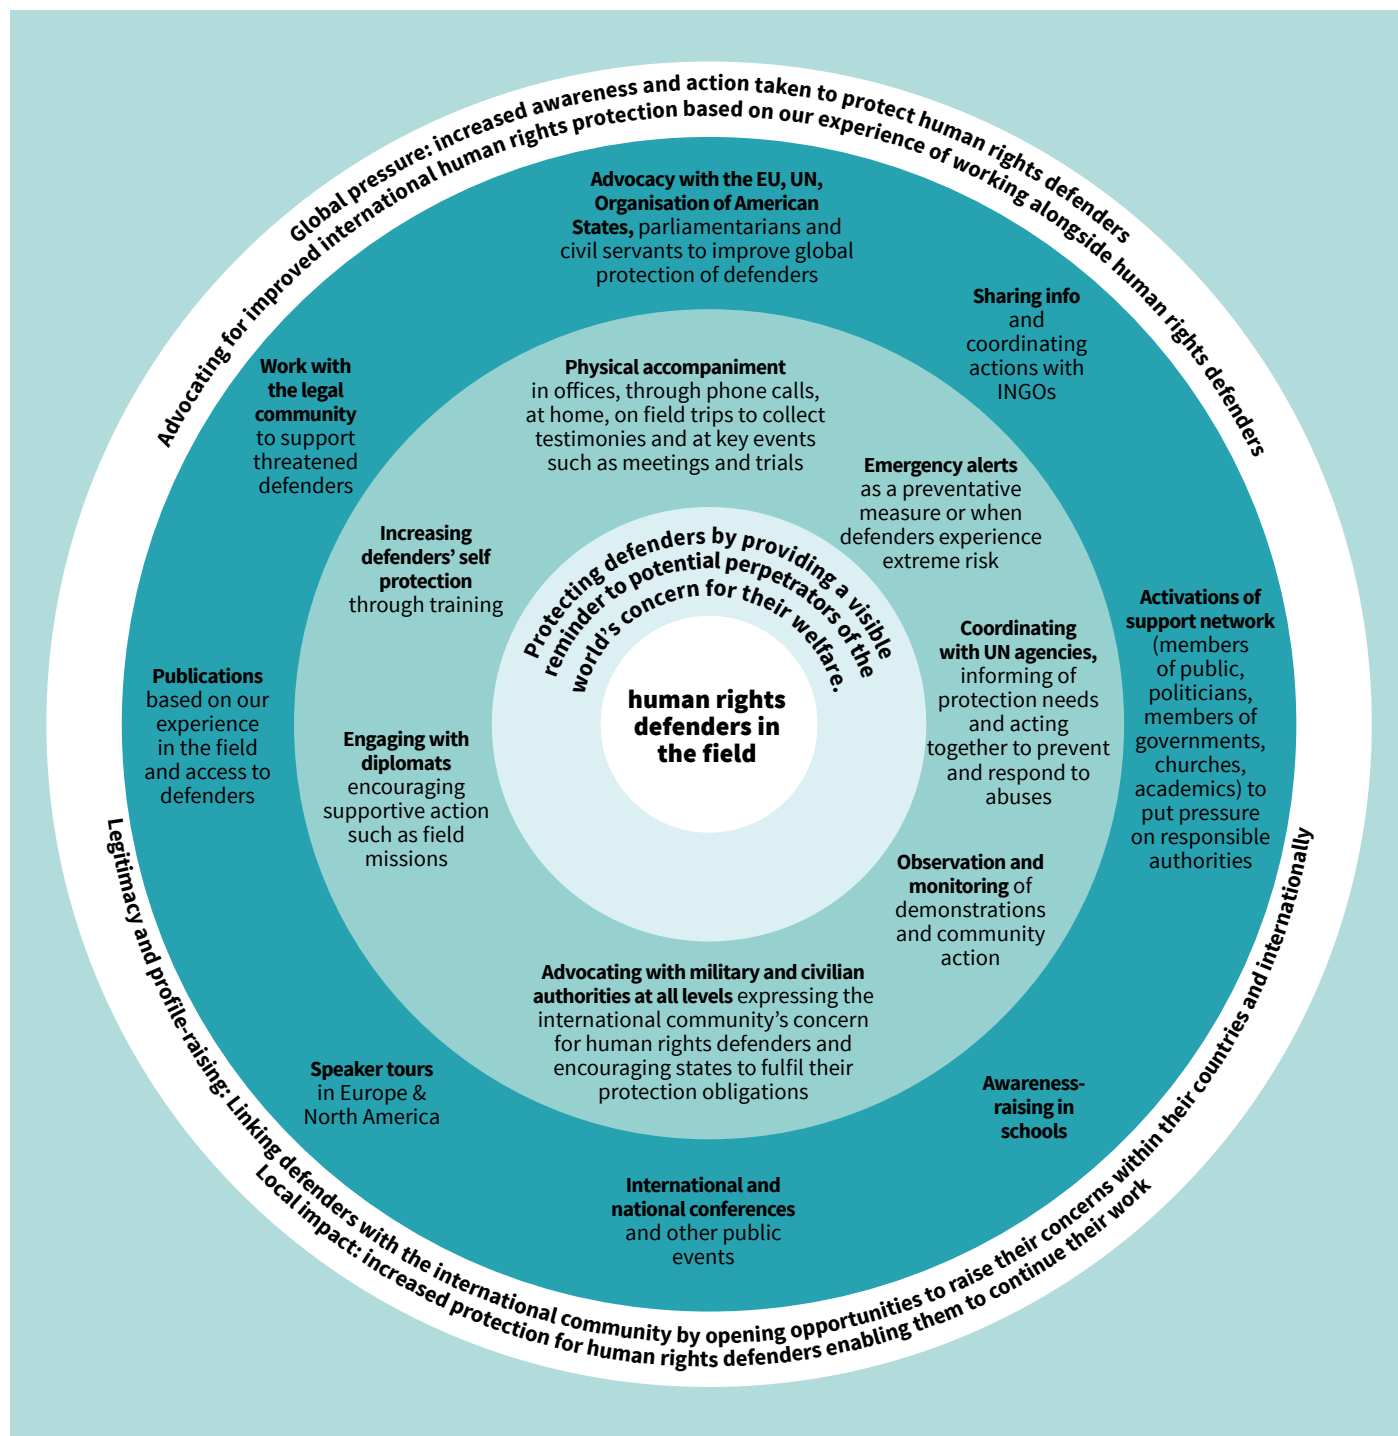 Global pressure: increased awareness and action taken to protect human rights defenders
Advocating for improved international human rights protection based on our experience of working alongside human rights defenders
Advocacy with the EU, UN,
Organisation of American
States, parliamentarians and
civil servants to improve global
protection of defenders
Sharing info
and
coordinating
actions with
INGOs
Work with
the legal
community
to support
threatened
defenders
Physical accompaniment
in offices, through phone calls,
at home, on field trips to collect
testimonies and at key events
such as meetings and trials
Emergency alerts
as a preventative
measure or when
defenders experience
extreme risk
Increasing
defenders’ self
protection
through training
Protecting defenders by providing a visible
reminder to potential perpetrators of the
world’s concern for their welfare.
human rights
defenders in
the field
Coordinating
with UN agencies,
informing of
protection needs
and acting
together to prevent
and respond to
abuses
Activations of
support network
(members
of public,
politicians,
members of
governments,
churches,
academics) to
put pressure
on responsible
authorities
Publications
based on our
experience
in the field
and access to
defenders
Engaging with
diplomats
encouraging
supportive action
such as field
missions
Observation and
monitoring of
demonstrations
and community
action
Advocating with military and civilian
authorities at all levels expressing the
international community’s concern
for human rights defenders and
encouraging states to fulfil their
protection obligations
Speaker tours
in Europe &
North America
Awareness-
raising in
schools
International and
national conferences
and other public
events
Legitimacy and profile-raising: Linking defenders with the international community by opening opportunities to raise their concerns within their countries and internationally
Local impact: increased protection for human rights defenders enabling them to continue their work